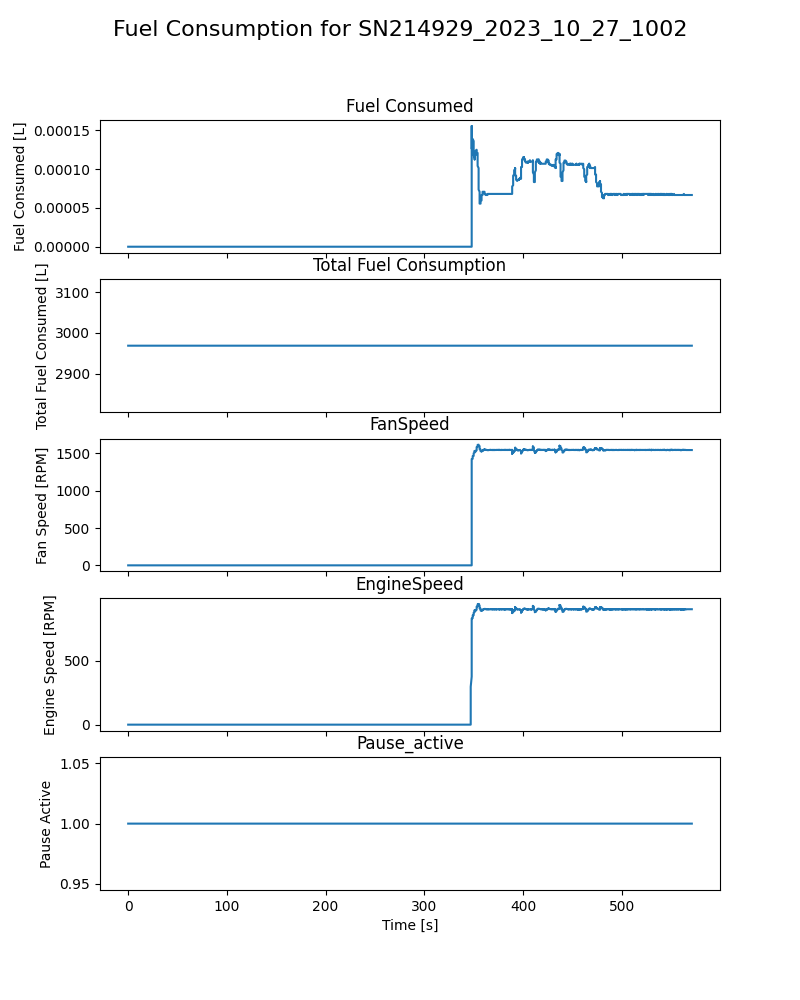 Fuel Consumption for SN214929_2023_10_27_1002
Fuel Consumed
Fuel Consumed [L]
0.00015
0.00010
0.00005
0.00000
Total Fuel Consumption
Total Fuel Consumed [L]
3100
3000
2900
FanSpeed
Fan Speed [RPM]
1500
1000
500
0
EngineSpeed
Engine Speed [RPM]
500
0
Pause_active
Pause Active
1.05
1.00
0.95
0 100 200 300 400 500
Time [s]